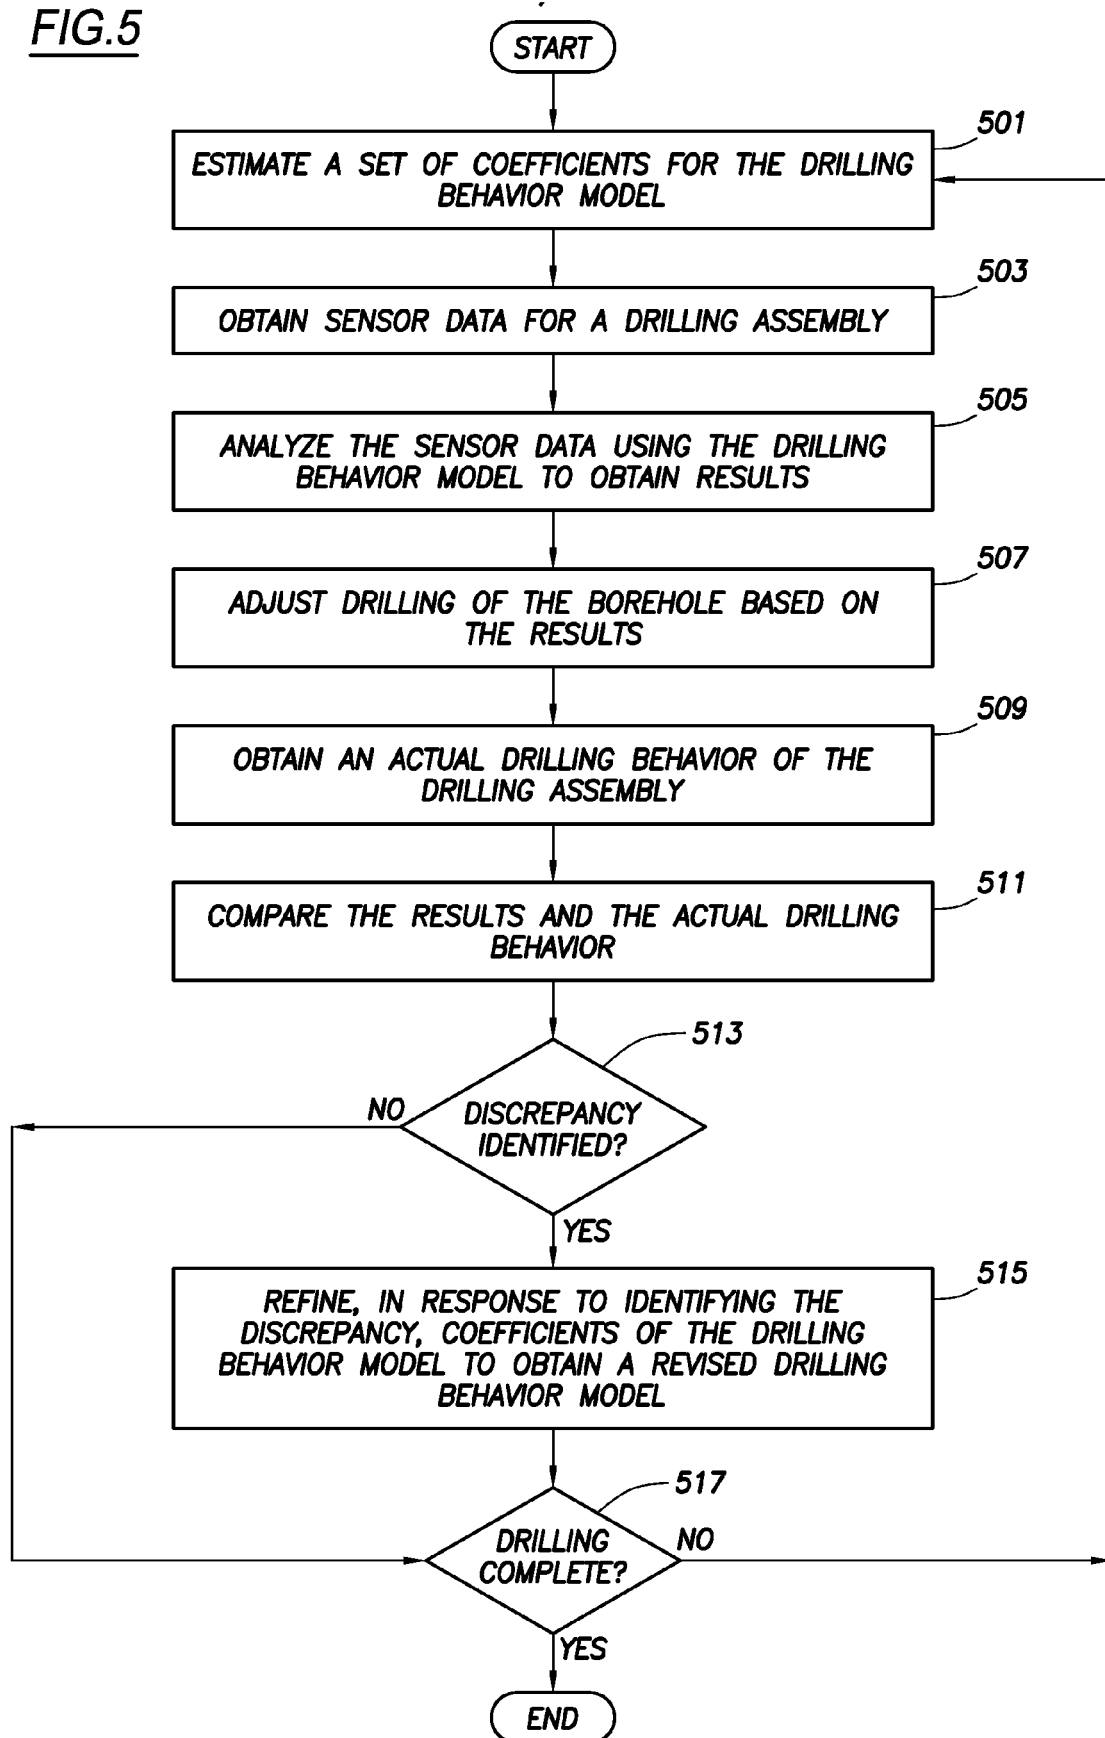 FIG.5
START
501
ESTIMATE A SET OF COEFFICIENTS FOR THE DRILLING
BEHAVIOR MODEL
503
OBTAIN SENSOR DATA FOR A DRILLING ASSEMBLY
505
ANALYZE THE SENSOR DATA USING THE DRILLING
BEHAVIOR MODEL TO OBTAIN RESULTS
507
ADJUST DRILLING OF THE BOREHOLE BASED ON
THE RESULTS
509
OBTAIN AN ACTUAL DRILLING BEHAVIOR OF THE
DRILLING ASSEMBLY
511
COMPARE THE RESULTS AND THE ACTUAL DRILLING
BEHAVIOR
513
NO
DISCREPANCY
IDENTIFIED?
YES
515
REFINE, IN RESPONSE TO IDENTIFYING THE
DISCREPANCY, COEFFICIENTS OF THE DRILLING
BEHAVIOR MODEL TO OBTAIN A REVISED DRILLING
BEHAVIOR MODEL
517
DRILLING
COMPLETE?
NO
YES
END